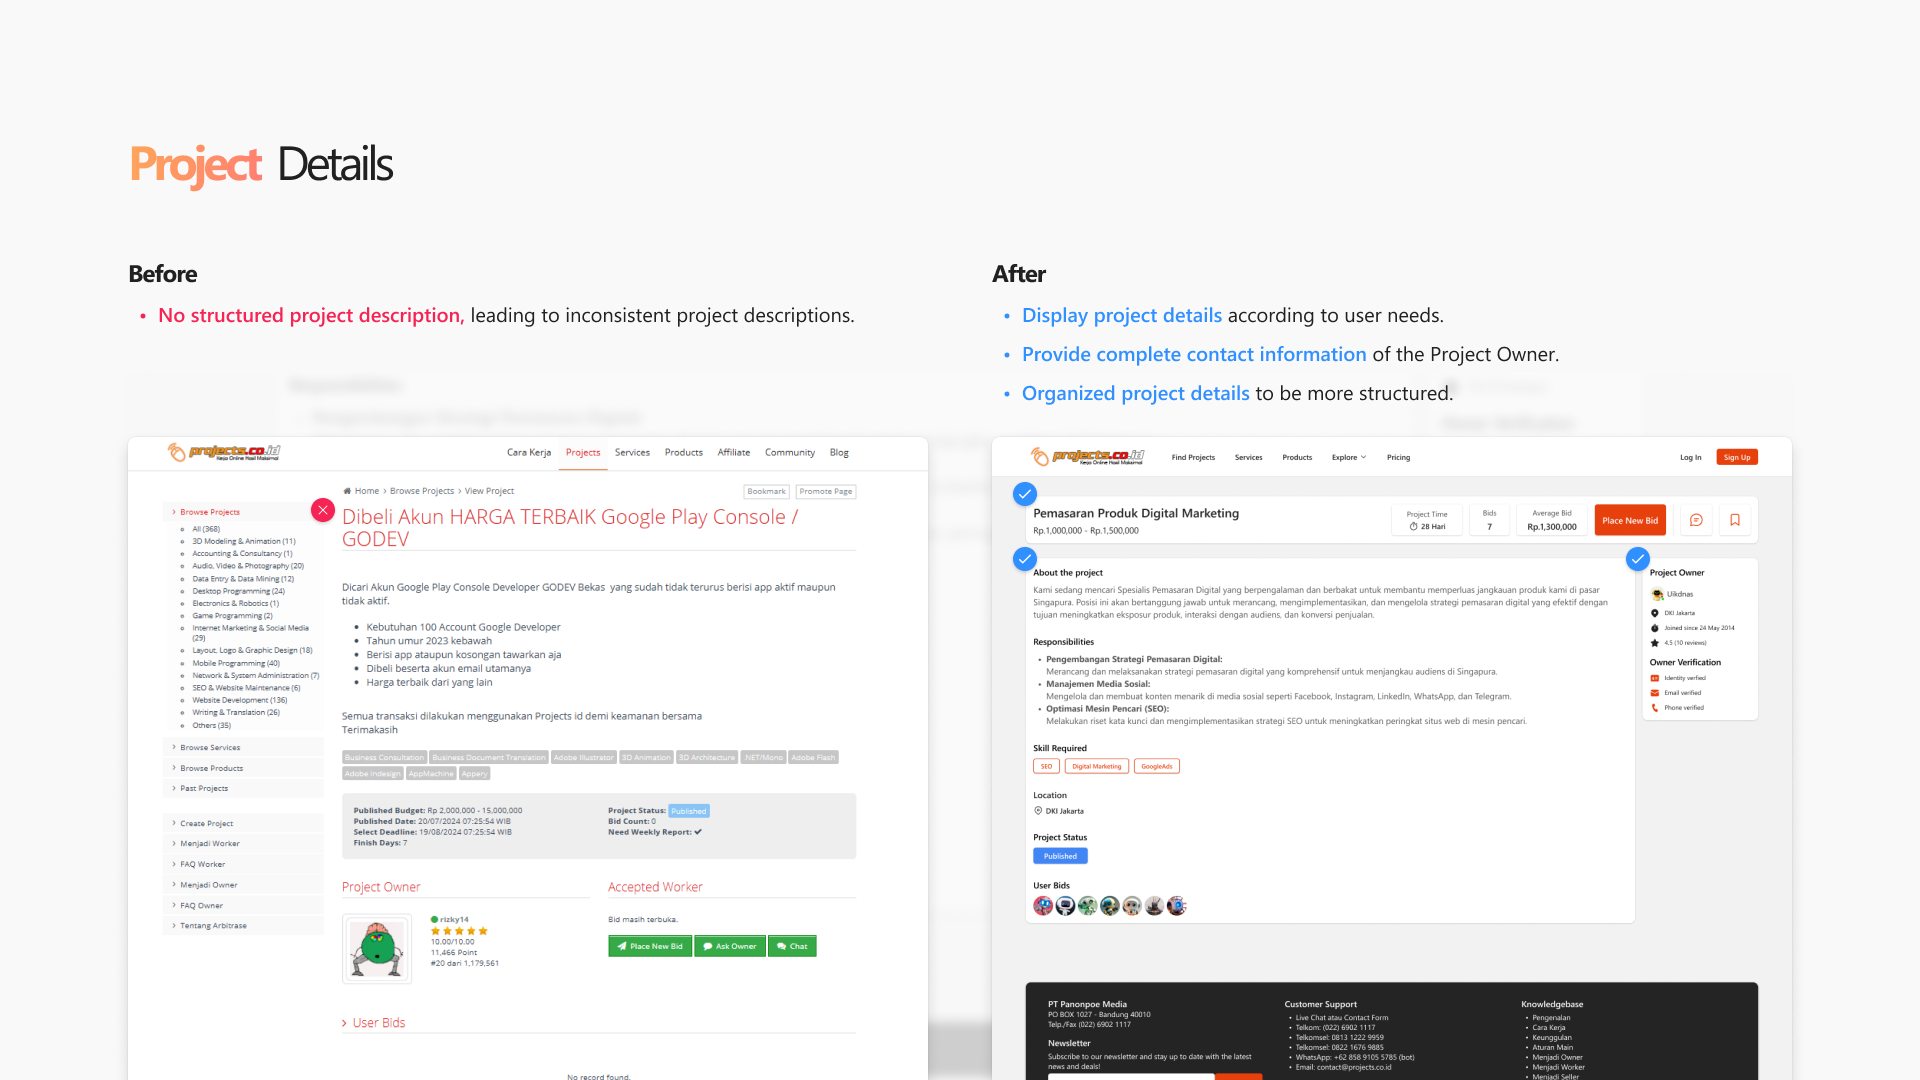 Project Details
Before
• No structured project description, leading to inconsistent project descriptions.
After
• Display project details according to user needs.
• Provide complete contact information of the Project Owner.
• Organized project details to be more structured.
projects.co.id
Kerja Online Hasil Maksimal
Cara Kerja Projects Services Products Affiliate Community Blog
Home > Browse Projects > View Project
Bookmark Promote Page
Browse Projects
All (368)
3D Modeling & Animation (11)
Accounting & Consultancy (1)
Audio, Video & Photography (20)
Data Entry & Data Mining (12)
Desktop Programming (24)
Electronics & Robotics (1)
Game Programming (2)
Internet Marketing & Social Media
(29)
Layout, Logo & Graphic Design (18)
Mobile Programming (40)
Network & System Administration (7)
SEO & Website Maintenance (6)
Website Development (136)
Writing & Translation (26)
Others (35)
Browse Services
Browse Products
Past Projects
Create Project
Menjadi Worker
FAQ Worker
Menjadi Owner
FAQ Owner
Tentang Arbitrase
Dibeli Akun HARGA TERBAIK Google Play Console /
GODEV
Dicari Akun Google Play Console Developer GODEV Bekas yang sudah tidak terurus berisi app aktif maupun
tidak aktif.
• Kebutuhan 100 Account Google Developer
• Tahun umur 2023 kebawah
• Berisi app ataupun kosongan tawarkan aja
• Dibeli beserta akun email utamanya
• Harga terbaik dari yang lain
Semua transaksi dilakukan menggunakan Projects id demi keamanan bersama
Terimakasih
Business Consultation Business Document Translation Adobe Illustrator 3D Animation 3D Architecture .NET/Mono Adobe Flash
Adobe Indesign AppMachine Appery
Published Budget: Rp 2,000,000 - 15,000,000
Published Date: 20/07/2024 07:25:54 WIB
Select Deadline: 19/08/2024 07:25:54 WIB
Finish Days: 7
Project Status: Published
Bid Count: 0
Need Weekly Report:
Project Owner
rizky14
10.00/10.00
11,466 Point
#20 dari 1,179,561
Accepted Worker
Bid masih terbuka.
Place New Bid Ask Owner Chat
User Bids
No record found.
projects.co.id
Kerja Online Hasil Maksimal
Find Projects Services Products Explore Pricing
Log In Sign Up
Pemasaran Produk Digital Marketing
Rp.1,000,000 - Rp.1,500,000
Project Time
28 Hari
Bids
7
Average Bid
Rp.1,300,000
Place New Bid
About the project
Kami sedang mencari Spesialis Pemasaran Digital yang berpengalaman dan berbakat untuk membantu memperluas jangkauan produk kami di pasar
Singapura. Posisi ini akan bertanggung jawab untuk merancang, mengimplementasikan, dan mengelola strategi pemasaran digital yang efektif dengan
tujuan meningkatkan eksposur produk, interaksi dengan audiens, dan konversi penjualan.
Responsibilities
• Pengembangan Strategi Pemasaran Digital:
Merancang dan melaksanakan strategi pemasaran digital yang komprehensif untuk menjangkau audiens di Singapura.
• Manajemen Media Sosial:
Mengelola dan membuat konten menarik di media sosial seperti Facebook, Instagram, LinkedIn, WhatsApp, dan Telegram.
• Optimasi Mesin Pencari (SEO):
Melakukan riset kata kunci dan mengimplementasikan strategi SEO untuk meningkatkan peringkat situs web di mesin pencari.
Skill Required
SEO Digital Marketing GoogleAds
Location
DKI Jakarta
Project Status
Published
User Bids
Project Owner
Uikdnas
DKI Jakarta
Joined since 24 May 2014
4.5 (10 reviews)
Owner Verification
Identity verfied
Email verified
Phone verified
PT Panonpoe Media
PO BOX 1027 - Bandung 40010
Telp./Fax (022) 6902 1117
Newsletter
Subscribe to our newsletter and stay up to date with the latest
news and deals!
Customer Support
• Live Chat atau Contact Form
• Telkom: (022) 6902 1117
• Telkomsel: 0813 1222 9959
• Telkomsel: 0822 1676 9885
• WhatsApp: +62 858 9105 5785 (bot)
• Email: contact@projects.co.id
Knowledgebase
• Pengenalan
• Cara Kerja
• Keunggulan
• Aturan Main
• Menjadi Owner
• Menjadi Worker
• Menjadi Seller